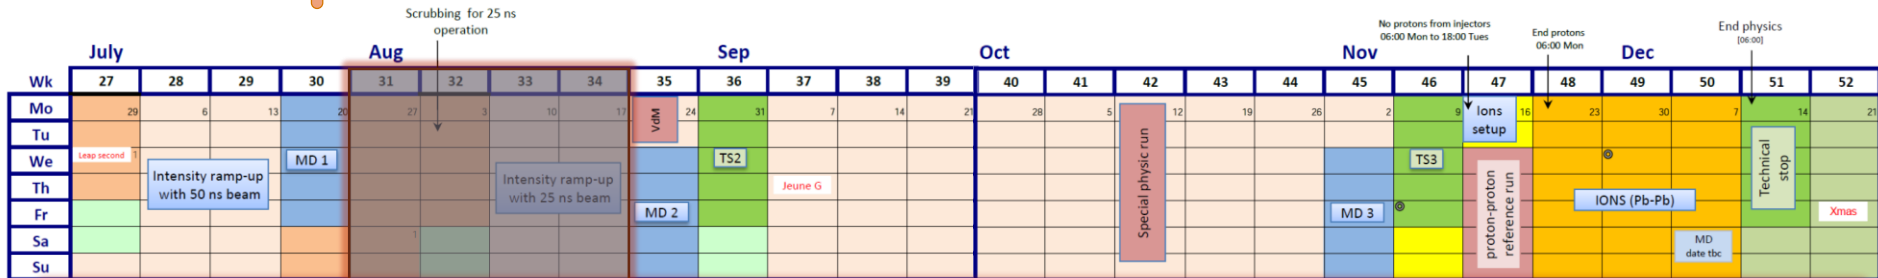 Scrubbing for 25 ns
operation
No protons from injectors
06:00 Mon to 18:00 Tues
End protons
06:00 Mon
End physics
[06:00]
July Aug Sep Oct Nov Dec
Wk 27 28 29 30 31 32 33 34 35 36 37 38 39 40 41 42 43 44 45 46 47 48 49 50 51 52
Mo 29 6 13 20 27 3 10 17 24 31 7 14 21 28 5 12 19 26 2 9 16 23 30 7 14 21
Tu
We
Th
Fr
Sa
Su
Leap second 1
Intensity ramp-up
with 50 ns beam
MD 1
1
Intensity ramp-up
with 25 ns beam
VdM
MD 2
TS2
Jeune G
Special physic run
MD 3
TS3
Ions
setup
proton-proton
reference run
IONS (Pb-Pb)
MD
date tbc
Technical
stop
Xmas